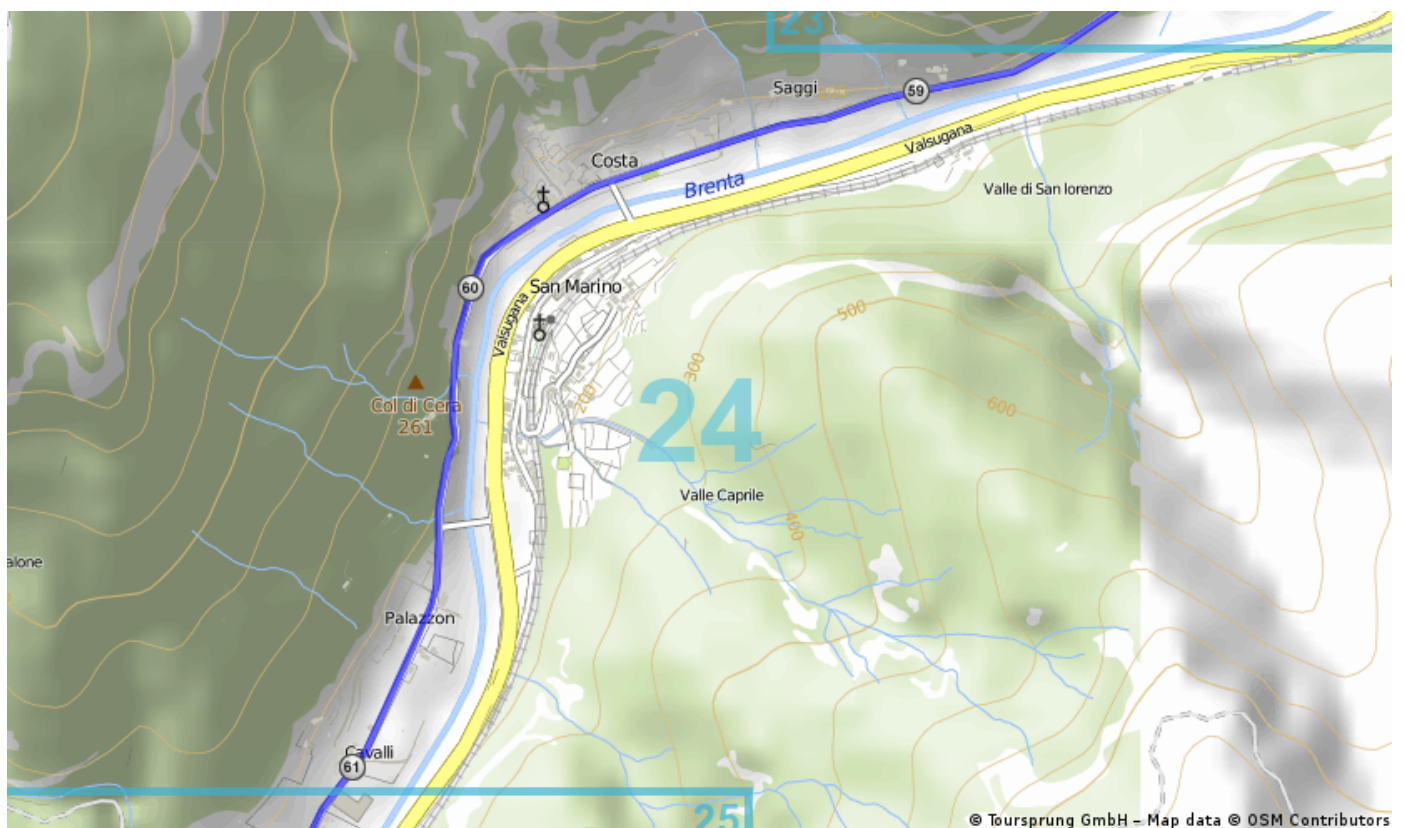 23
Saggi
59
Valsugana
Costa
Brenta
Valle di San lorenzo
60
San Marino
Valsugana
500
300
200
24
Col di Cera
261
600
Valle Caprile
400
alone
Palazzon
Cavalli
61
25
© Toursprung GmbH – Map data © OSM Contributors